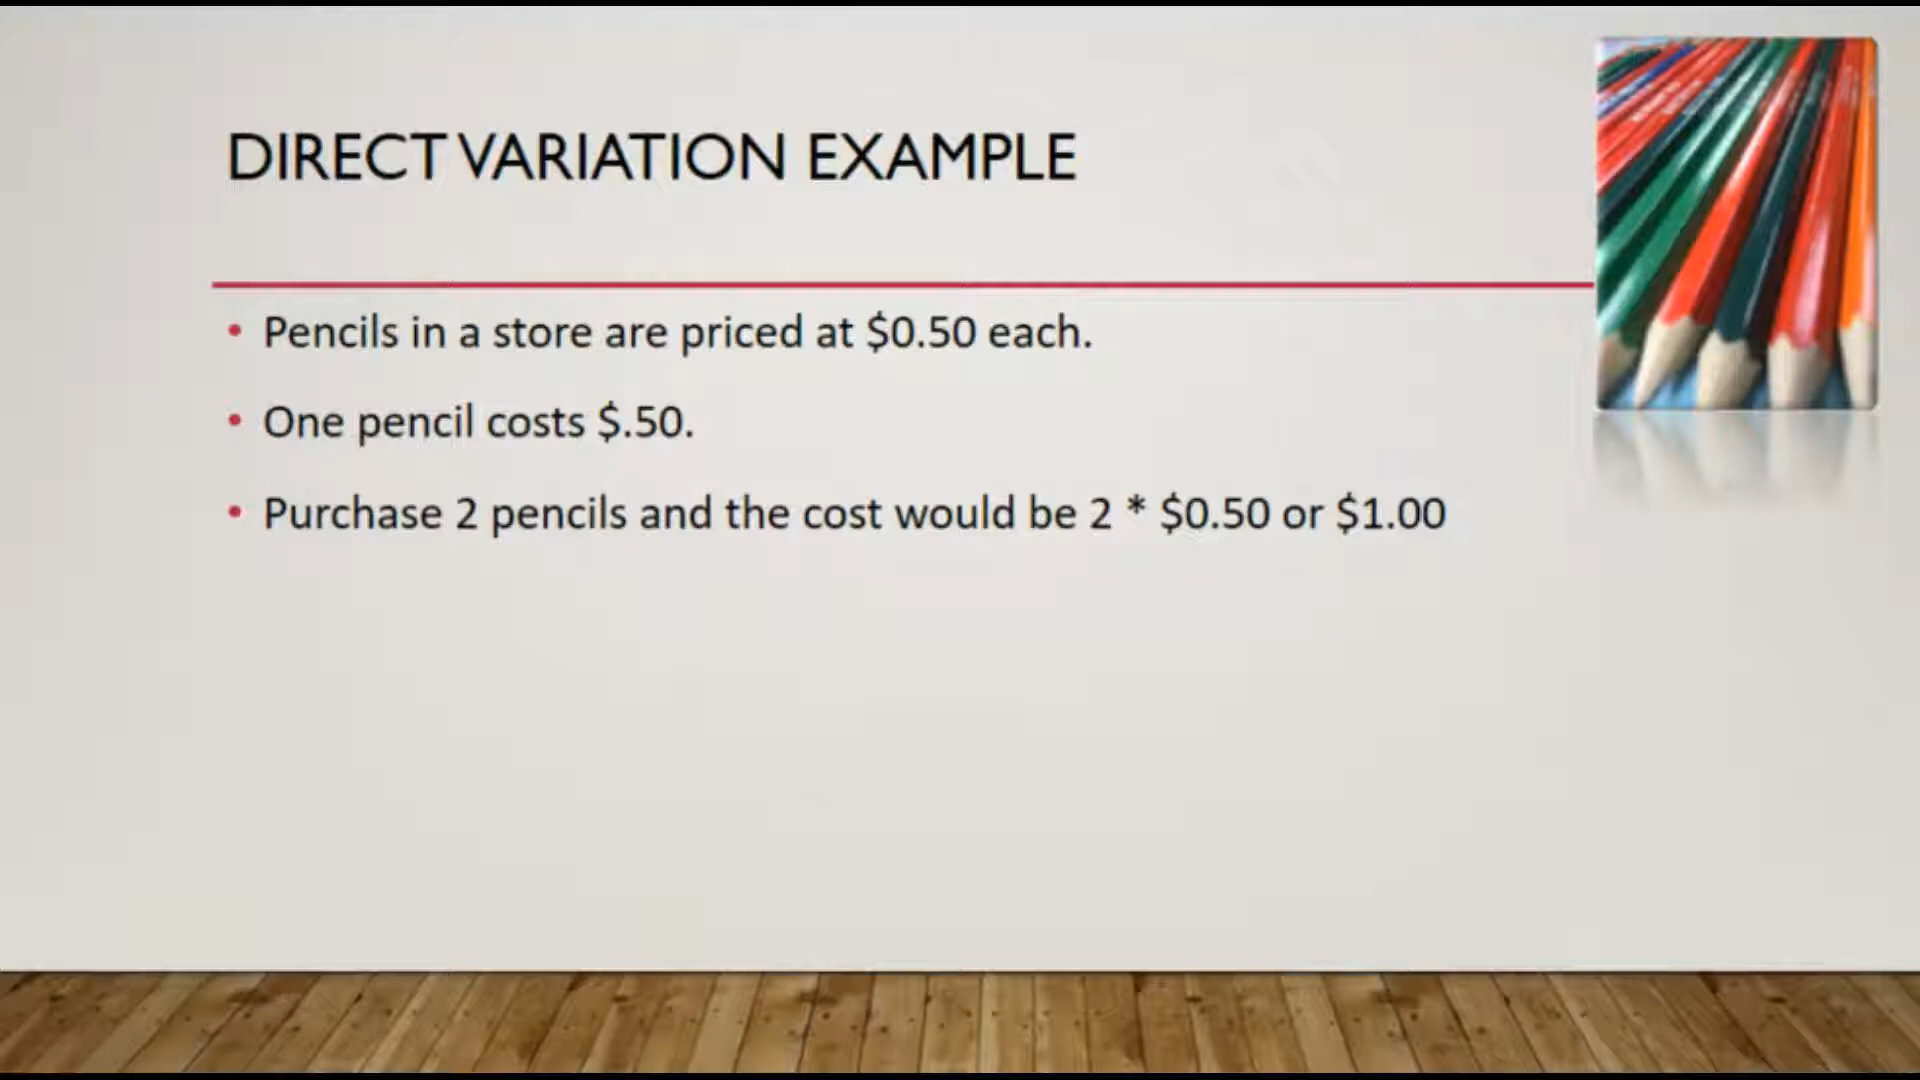 DIRECT VARIATION EXAMPLE
• Pencils in a store are priced at $0.50 each.
• One pencil costs $.50.
• Purchase 2 pencils and the cost would be 2 * $0.50 or $1.00